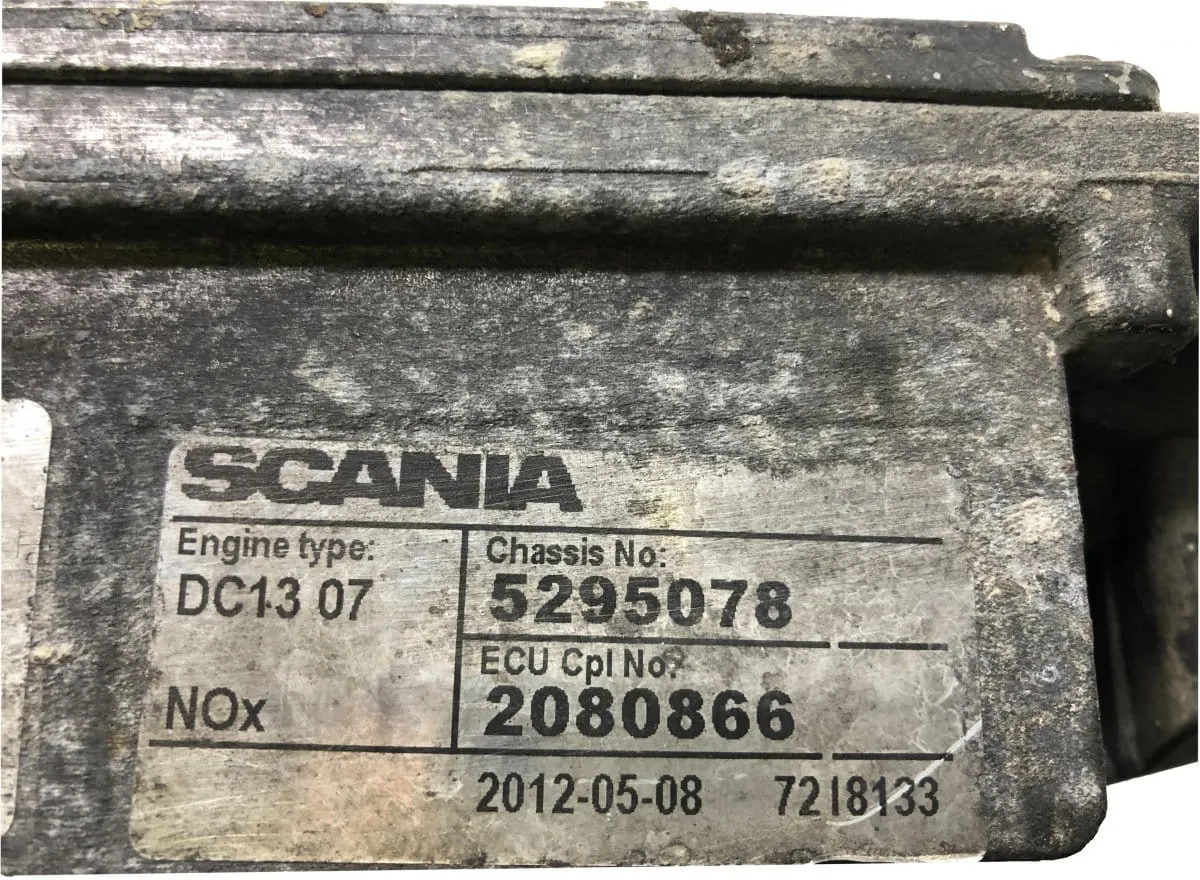 SCANIA
Engine type:
DC13 07
NOx
Chassis No:
5295078
ECU Cpl No:
2080866
2012-05-08 7218133